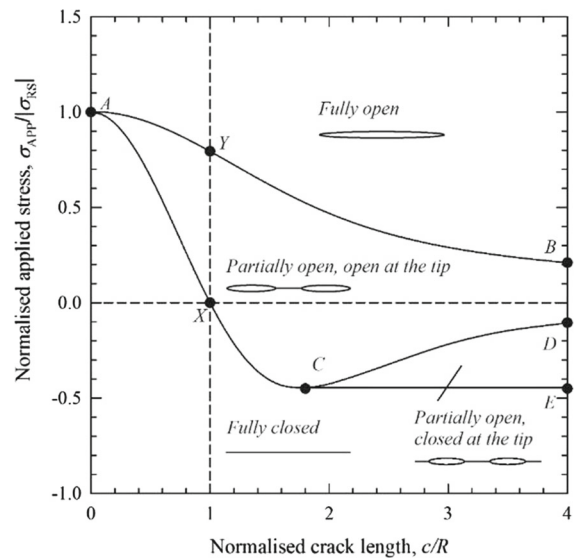 1.5
1.0
0.5
0.0
-0.5
-1.0
Normalised applied stress, σAPP/|σRS|
A
Fully open
Y
B
Partially open, open at the tip
X
C
D
E
Partially open,
closed at the tip
Fully closed
0
1
2
3
4
Normalised crack length, c/R